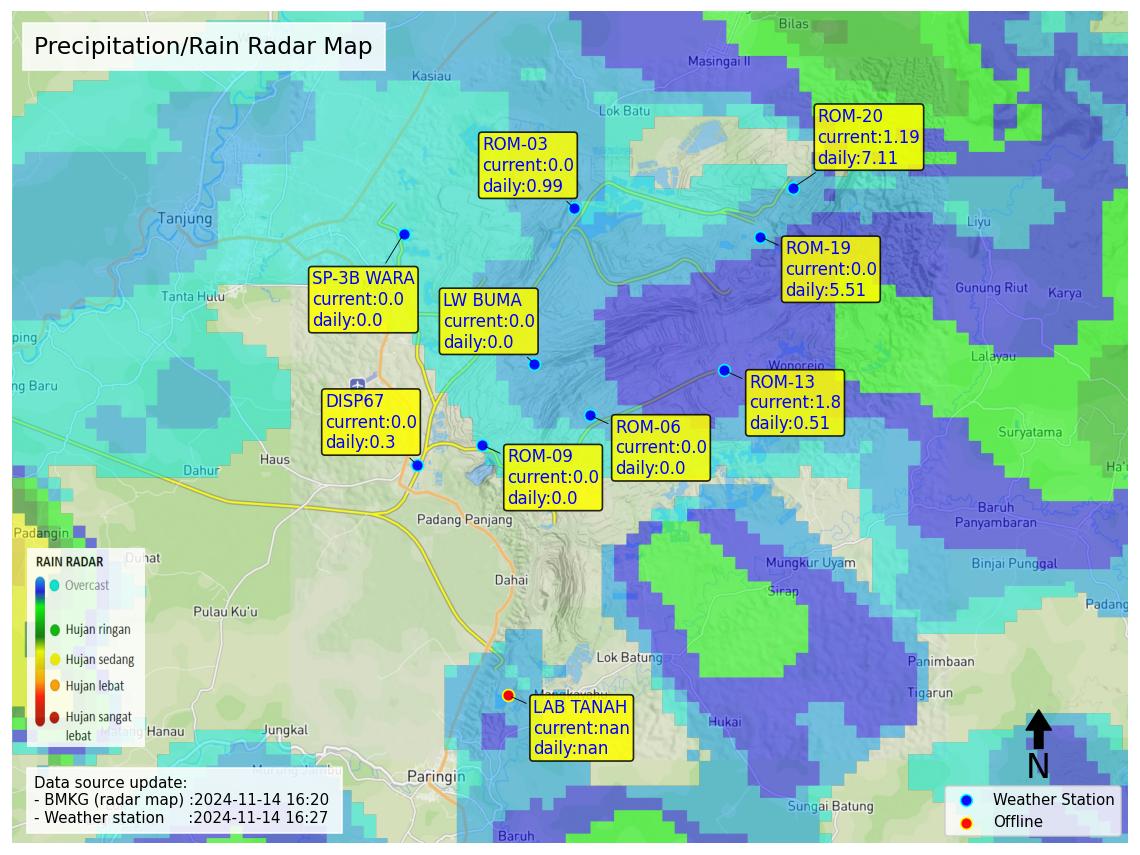 Precipitation/Rain Radar Map
Bilas
Masingai II
Kasiau
Lok Batu
ROM-20
current:1.19
daily:7.11
ROM-03
current:0.0
daily:0.99
Tanjung
Liyu
ROM-19
current:0.0
daily:5.51
SP-3B WARA
current:0.0
daily:0.0
Tanta Hulu
LW BUMA
current:0.0
daily:0.0
Gunung Riut
Karya
ping
Lalayau
Wonorejo
ng Baru
ROM-13
current:1.8
daily:0.51
DISP67
current:0.0
daily:0.3
ROM-06
current:0.0
daily:0.0
Suryatama
Haus
Dahur
ROM-09
current:0.0
daily:0.0
Ha'u
Padang Panjang
Baruh
Panyambaran
Padangin
Duhat
Mungkur Uyam
Binjai Punggal
RAIN RADAR
Overcast
Hujan ringan
Hujan sedang
Hujan lebat
Hujan sangat
lebat
Dahai
Sirap
Padang
Pulau Ku'u
Lok Batung
Panimbaan
Tigarun
LAB TANAH
current:nan
daily:nan
Hukai
Hanau
Jungkal
Murung Jambu
Paringin
N
Data source update:
- BMKG (radar map) :2024-11-14 16:20
- Weather station :2024-11-14 16:27
Sungai Batung
Weather Station
Offline
Baruh